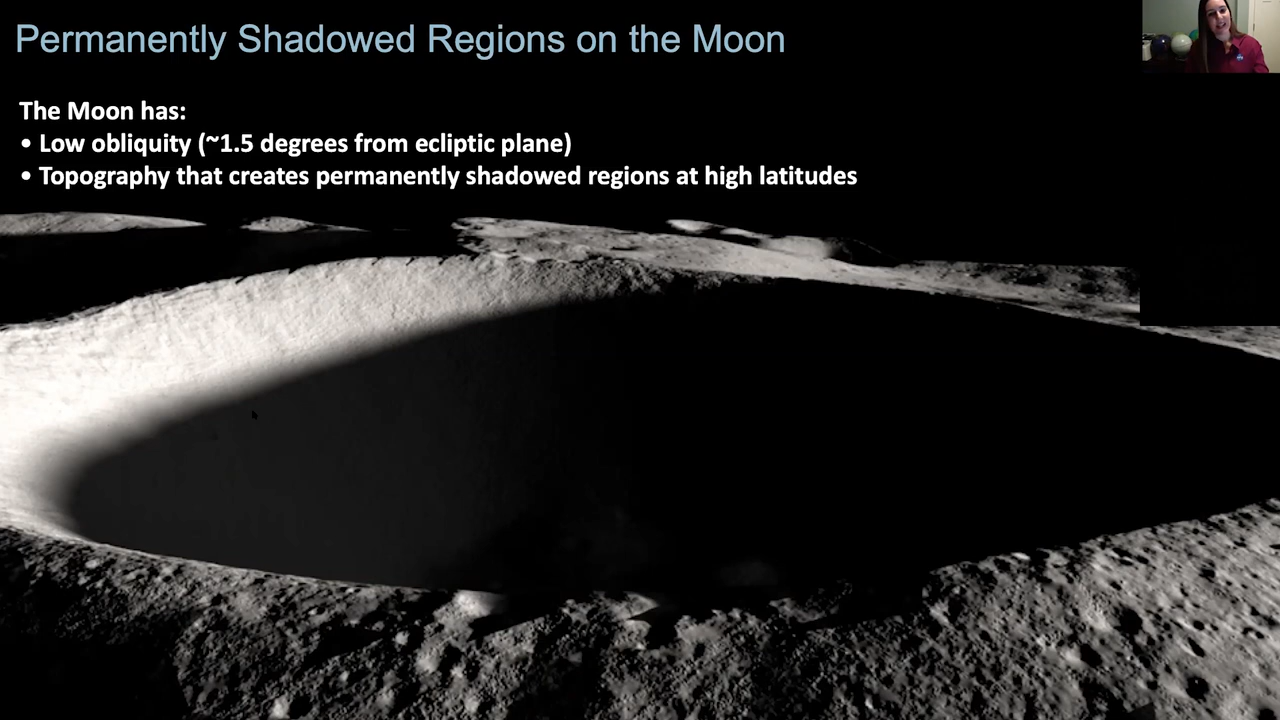 Permanently Shadowed Regions on the Moon
The Moon has:
• Low obliquity (~1.5 degrees from ecliptic plane)
• Topography that creates permanently shadowed regions at high latitudes